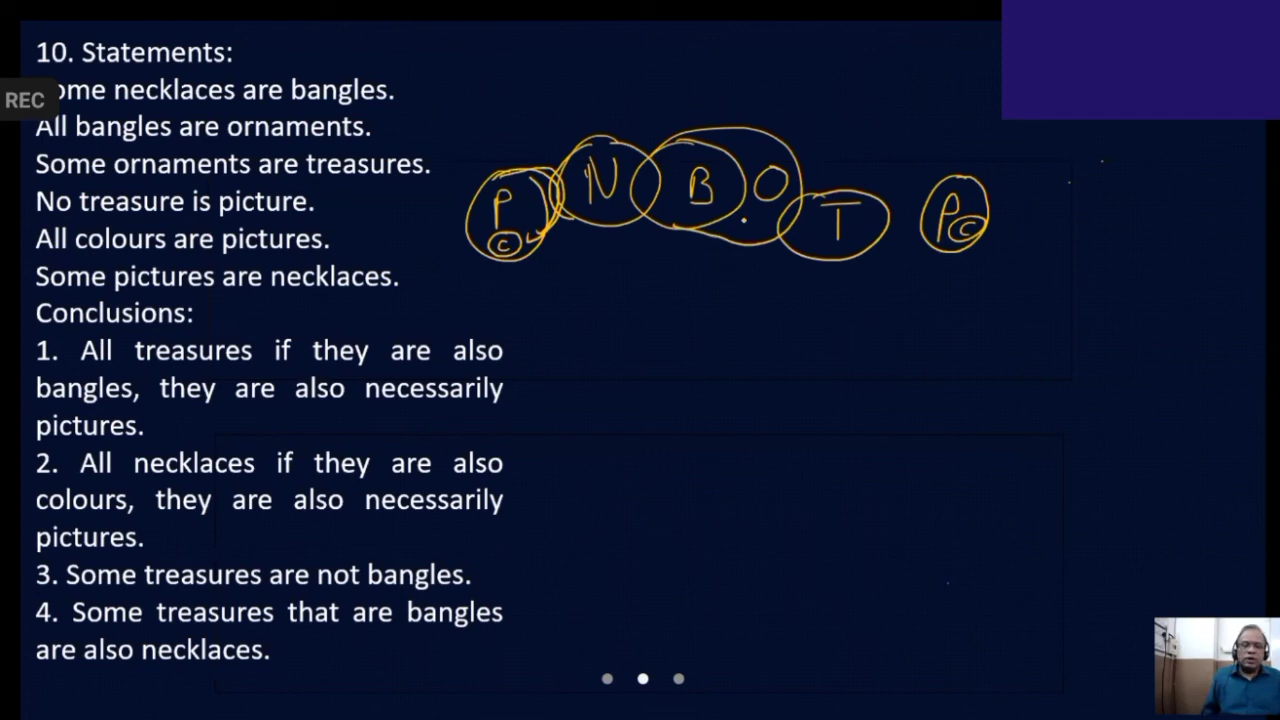 10. Statements:
ome necklaces are bangles.
REC
All bangles are ornaments.
Some ornaments are treasures.
No treasure is picture.
All colours are pictures.
Some pictures are necklaces.
Conclusions:
1. All treasures if they are also
bangles, they are also necessarily
pictures.
2. All necklaces if they are also
colours, they are also necessarily
pictures.
3. Some treasures are not bangles.
4. Some treasures that are bangles
are also necklaces.
P N B O T P
C C